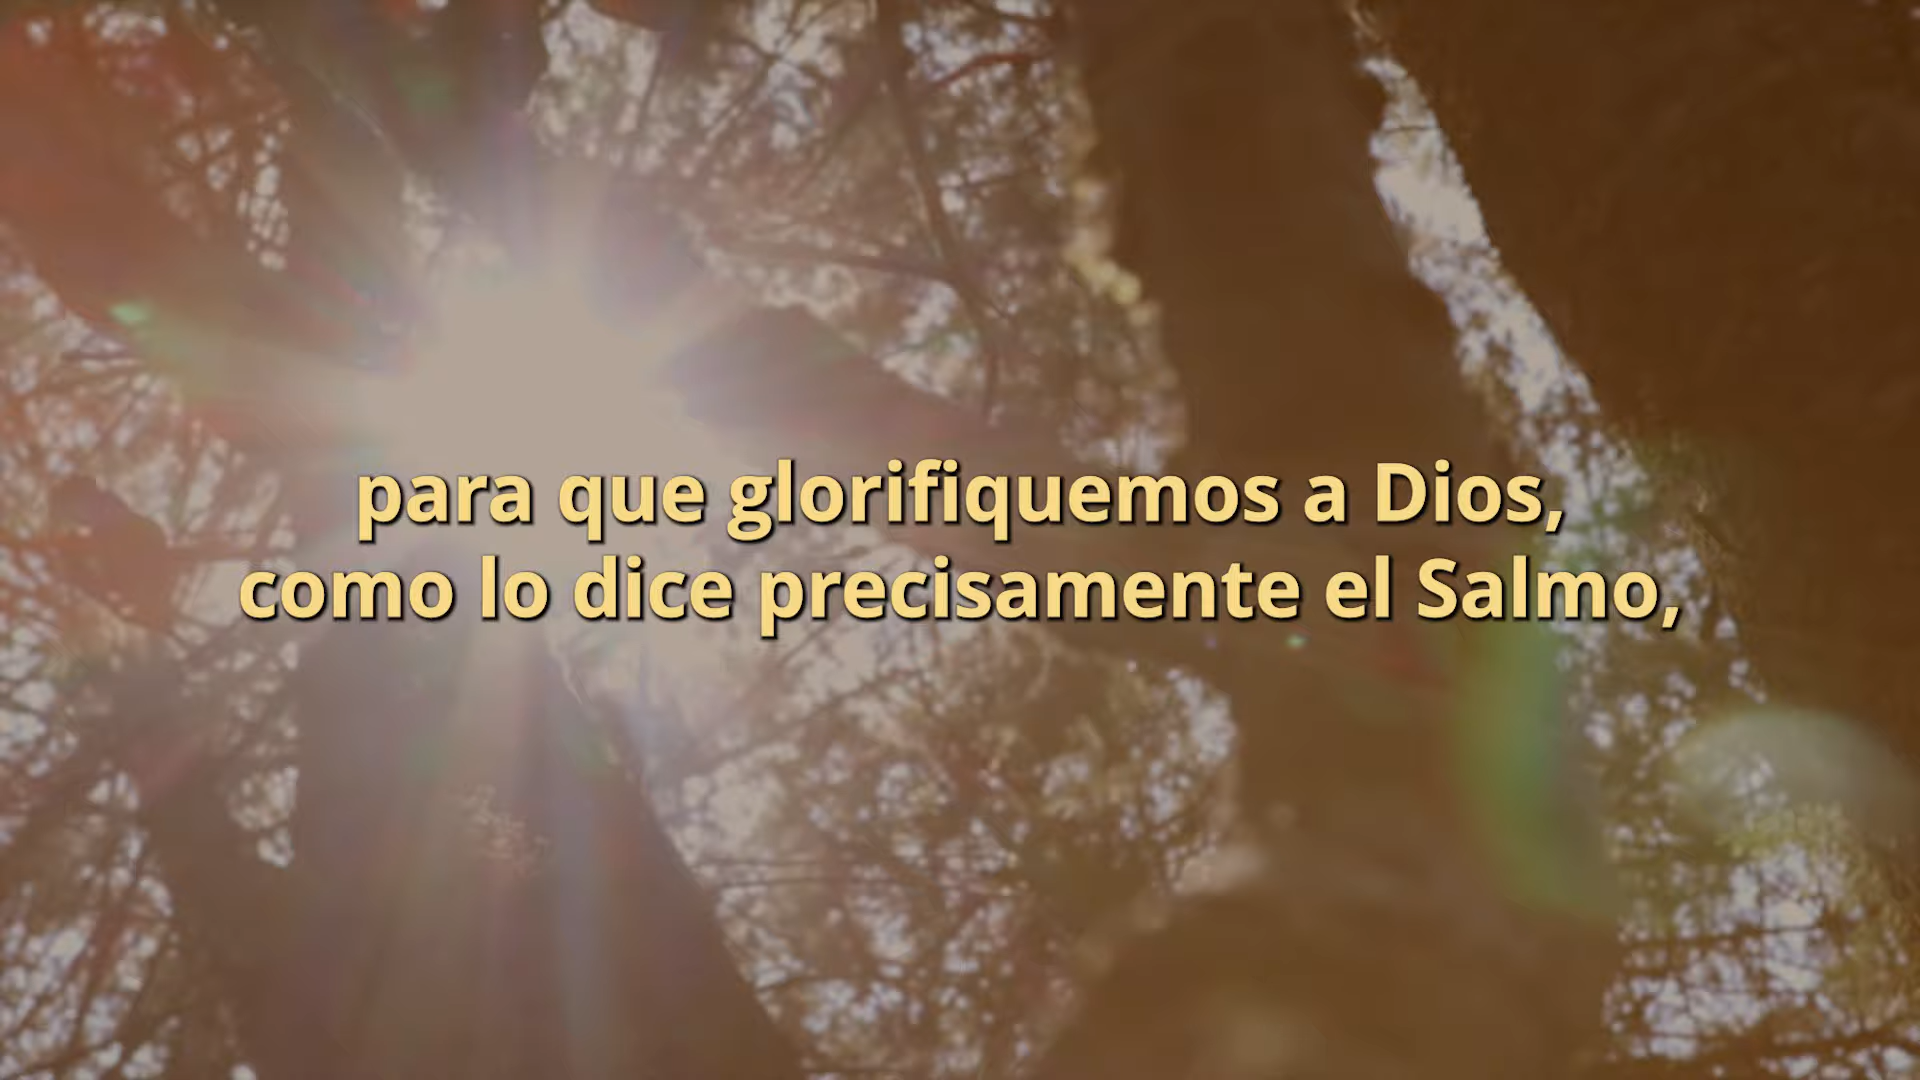 para que glorifiquemos a Dios,
como lo dice precisamente el Salmo,